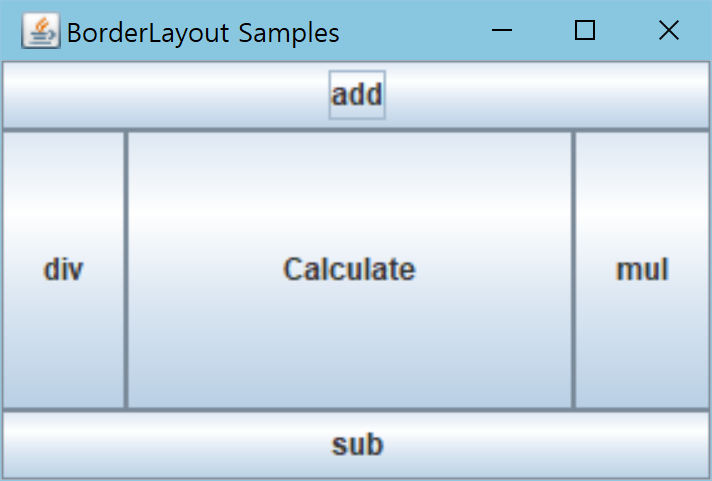 BorderLayout Samples
add
div
Calculate
mul
sub